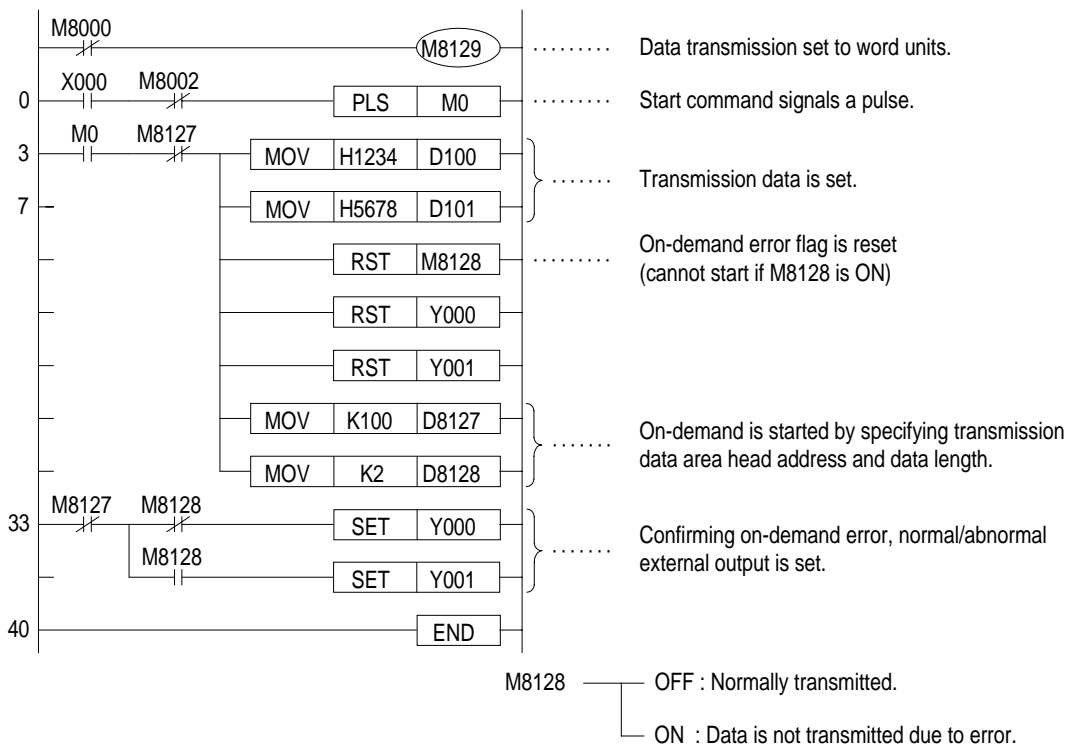 M8000
M8129 ········· Data transmission set to word units.
X000 M8002
0 PLS M0 ········· Start command signals a pulse.
M0 M8127
3 MOV H1234 D100
Transmission data is set.
7 MOV H5678 D101
RST M8128 ········· On-demand error flag is reset
(cannot start if M8128 is ON)
RST Y000
RST Y001
MOV K100 D8127
On-demand is started by specifying transmission
data area head address and data length.
MOV K2 D8128
M8127 M8128
33 SET Y000
Confirming on-demand error, normal/abnormal
external output is set.
M8128
SET Y001
40 END
M8128 OFF : Normally transmitted.
ON : Data is not transmitted due to error.